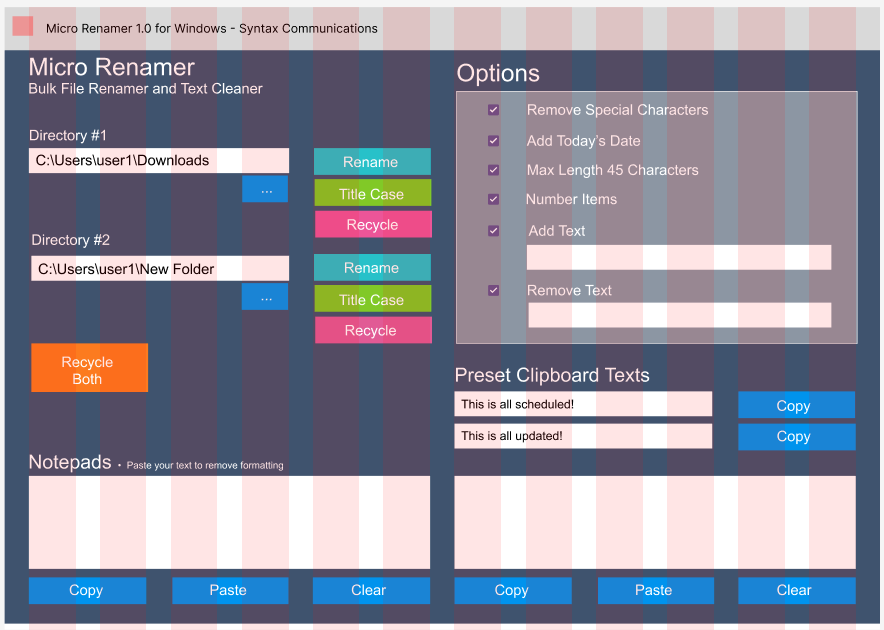 Micro Renamer 1.0 for Windows - Syntax Communications
Micro Renamer
Bulk File Renamer and Text Cleaner
Directory #1
C:\Users\user1\Downloads
...
Rename
Title Case
Recycle
Directory #2
C:\Users\user1\New Folder
...
Rename
Title Case
Recycle
Recycle
Both
Options
Remove Special Characters
Add Today's Date
Max Length 45 Characters
Number Items
Add Text
Remove Text
Preset Clipboard Texts
This is all scheduled!
Copy
This is all updated!
Copy
Notepads • Paste your text to remove formatting
Copy
Paste
Clear
Copy
Paste
Clear